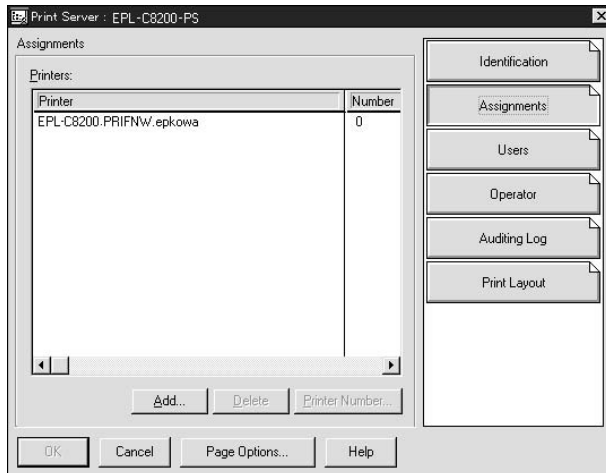 Print Server : EPL-C8200-PS
Assignments
Printers:
Printer Number
EPL-C8200.PRIFNW.epkowa 0
Add... Delete Printer Number...
OK Cancel Page Options... Help
Identification
Assignments
Users
Operator
Auditing Log
Print Layout